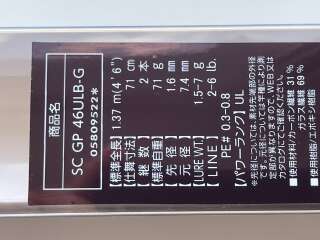 商品名
SC GP 46ULB-G
05809522*
【標準全長】 1.37 m(4'6")
【仕舞寸法】 71 cm
【継数】 2 本
【標準自重】 71 g
【先径】 1.6 mm
【元径】 7.4 mm
【LURE WT.】 1.5–7 g
【LINE】 2–6 lb.
PE# 0.3–0.8
【パワーランク】 UL
●使用材料/カーボン繊維 31 %
ガラス繊維 69 %
●使用樹脂/エポキシ樹脂